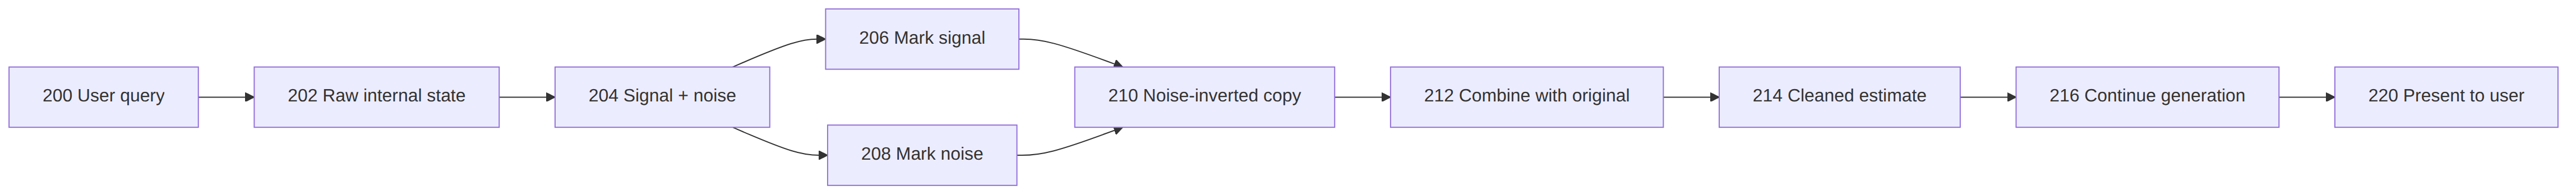 200 User query
202 Raw internal state
204 Signal + noise
206 Mark signal
208 Mark noise
210 Noise-inverted copy
212 Combine with original
214 Cleaned estimate
216 Continue generation
220 Present to user